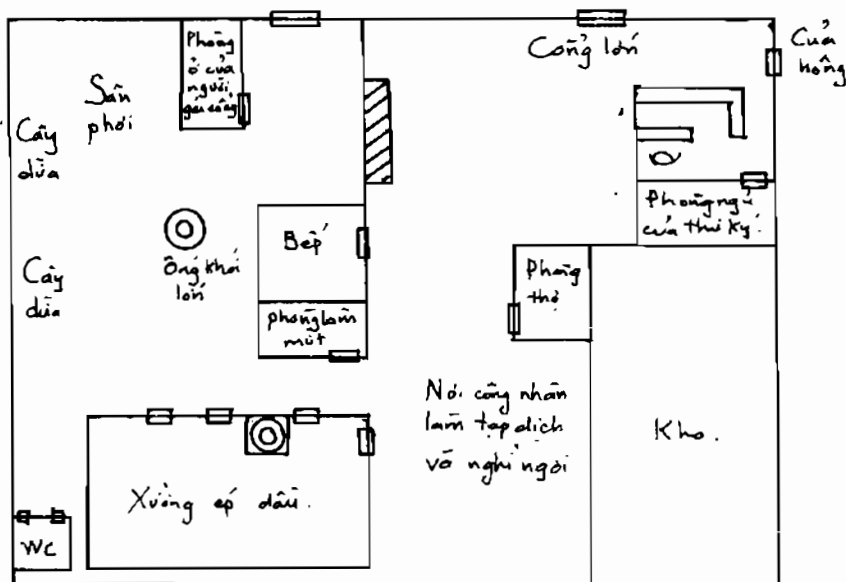 Phòng
ở của
người
gác cổng
Cổng lớn
Cửa
hông
Sân
phơi
Cây
dừa
Phòng ngủ
của thư ký.
Bếp
Ống khói
lớn
Phòng
thờ
Cây
dừa
Phòng làm
mứt
Nơi công nhân
làm tạp dịch
và nghỉ ngơi
Kho.
Xưởng ép dầu.
WC